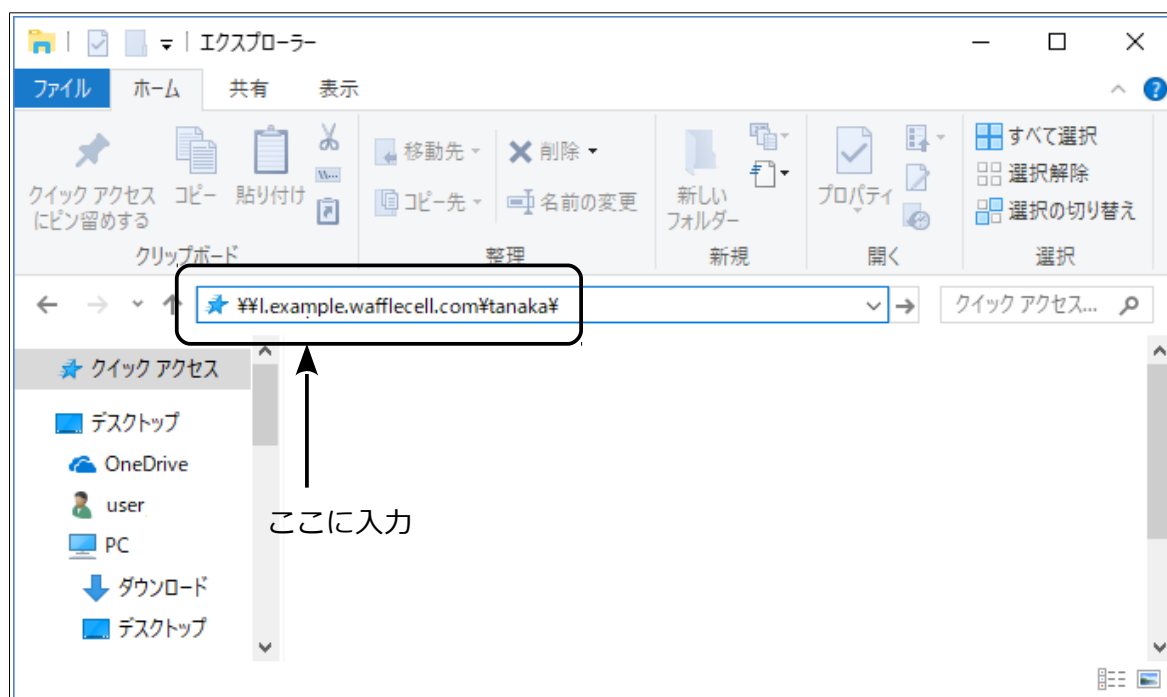 エクスプローラー
ファイル ホーム 共有 表示
クイック アクセス
にピン留めする
コピー
貼り付け
クリップボード
移動先
コピー先
削除
名前の変更
整理
新しい
フォルダー
新規
プロパティ
開く
すべて選択
選択解除
選択の切り替え
選択
¥¥l.example.wafflecell.com¥tanaka¥
クイック アクセス...
クイック アクセス
デスクトップ
OneDrive
user
PC
ダウンロード
デスクトップ
ここに入力